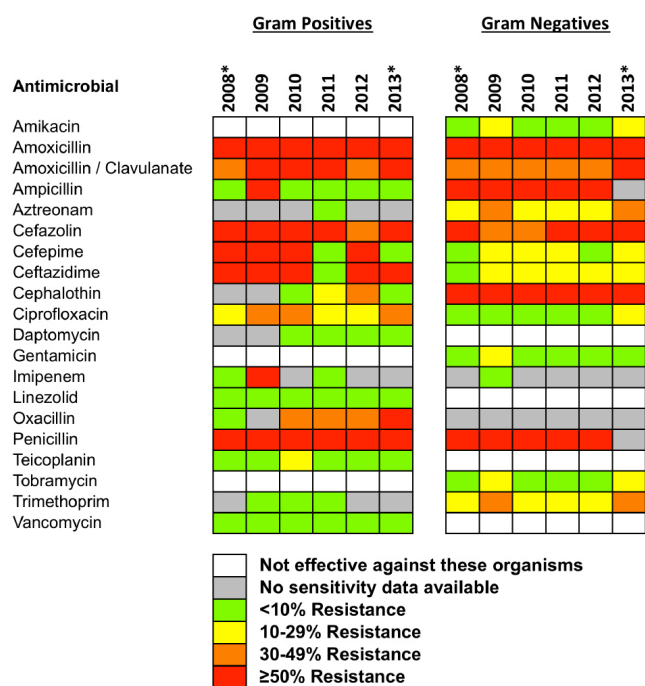 Gram Positives Gram Negatives
Antimicrobial 2008* 2009 2010 2011 2012 2013* 2008* 2009 2010 2011 2012 2013*
Amikacin
Amoxicillin
Amoxicillin / Clavulanate
Ampicillin
Aztreonam
Cefazolin
Cefepime
Ceftazidime
Cephalothin
Ciprofloxacin
Daptomycin
Gentamicin
Imipenem
Linezolid
Oxacillin
Penicillin
Teicoplanin
Tobramycin
Trimethoprim
Vancomycin
Not effective against these organisms
No sensitivity data available
<10% Resistance
10-29% Resistance
30-49% Resistance
≥50% Resistance